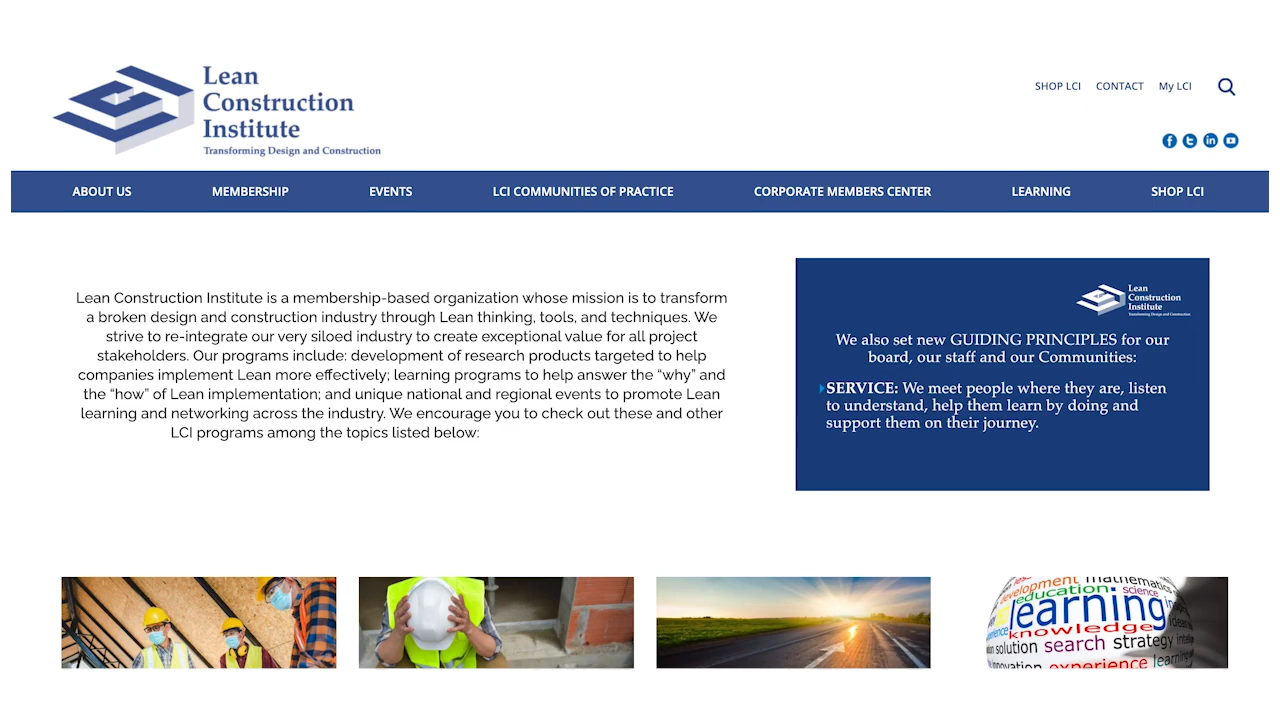 Lean
Construction
Institute
Transforming Design and Construction
SHOP LCI CONTACT My LCI
ABOUT US MEMBERSHIP EVENTS LCI COMMUNITIES OF PRACTICE CORPORATE MEMBERS CENTER LEARNING SHOP LCI
Lean Construction Institute is a membership-based organization whose mission is to transform
a broken design and construction industry through Lean thinking, tools, and techniques. We
strive to re-integrate our very siloed industry to create exceptional value for all project
stakeholders. Our programs include: development of research products targeted to help
companies implement Lean more effectively; learning programs to help answer the “why” and
the “how” of Lean implementation; and unique national and regional events to promote Lean
learning and networking across the industry. We encourage you to check out these and other
LCI programs among the topics listed below:
Lean
Construction
Institute
Transforming Design and Construction
We also set new GUIDING PRINCIPLES for our
board, our staff and our Communities:
SERVICE: We meet people where they are, listen
to understand, help them learn by doing and
support them on their journey.
development mathematics
education science
learning
knowledge
solution search strategy
experience